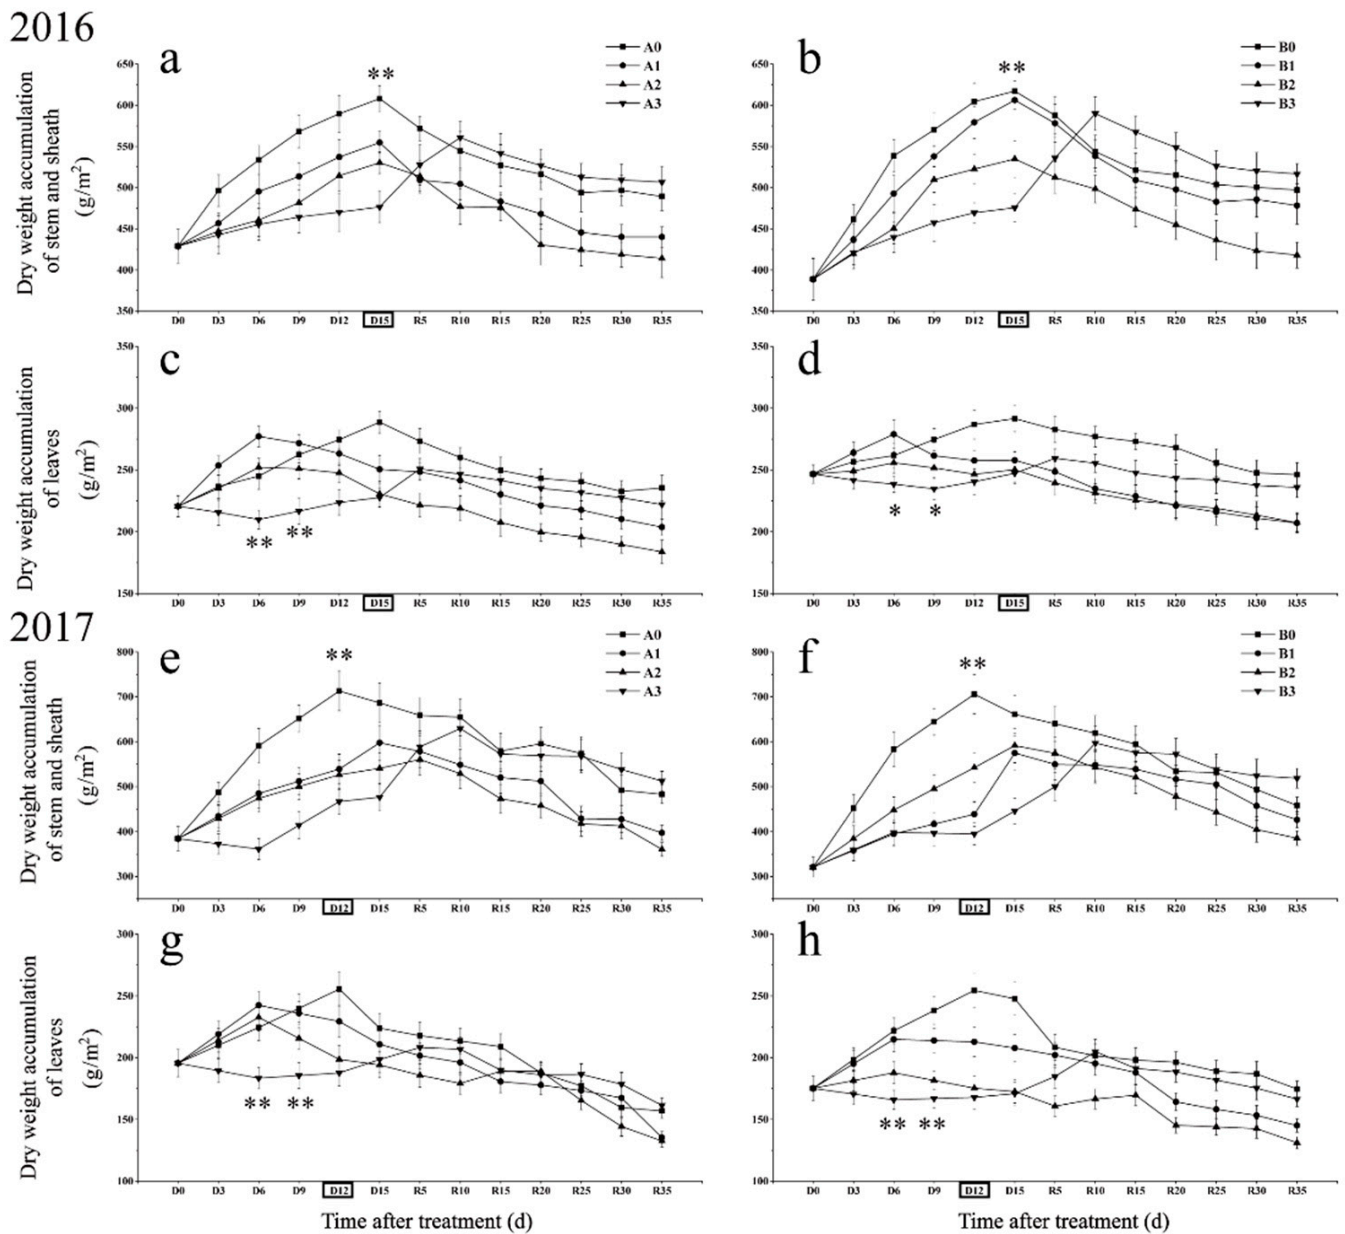 2016
Dry weight accumulation
of stem and sheath
(g/m²)
a
**
A0
A1
A2
A3
650
600
550
500
450
400
350
D0 D3 D6 D9 D12 D15 R5 R10 R15 R20 R25 R30 R35
b
**
B0
B1
B2
B3
650
600
550
500
450
400
350
D0 D3 D6 D9 D12 D15 R5 R10 R15 R20 R25 R30 R35
Dry weight accumulation
of leaves
(g/m²)
c
350
300
250
200
150
** **
D0 D3 D6 D9 D12 D15 R5 R10 R15 R20 R25 R30 R35
d
350
300
250
200
150
* *
D0 D3 D6 D9 D12 D15 R5 R10 R15 R20 R25 R30 R35
2017
Dry weight accumulation
of stem and sheath
(g/m²)
e
**
A0
A1
A2
A3
800
700
600
500
400
300
D0 D3 D6 D9 D12 D15 R5 R10 R15 R20 R25 R30 R35
f
**
B0
B1
B2
B3
800
700
600
500
400
300
D0 D3 D6 D9 D12 D15 R5 R10 R15 R20 R25 R30 R35
Dry weight accumulation
of leaves
(g/m²)
g
300
250
200
150
100
** **
D0 D3 D6 D9 D12 D15 R5 R10 R15 R20 R25 R30 R35
Time after treatment (d)
h
300
250
200
150
100
** **
D0 D3 D6 D9 D12 D15 R5 R10 R15 R20 R25 R30 R35
Time after treatment (d)